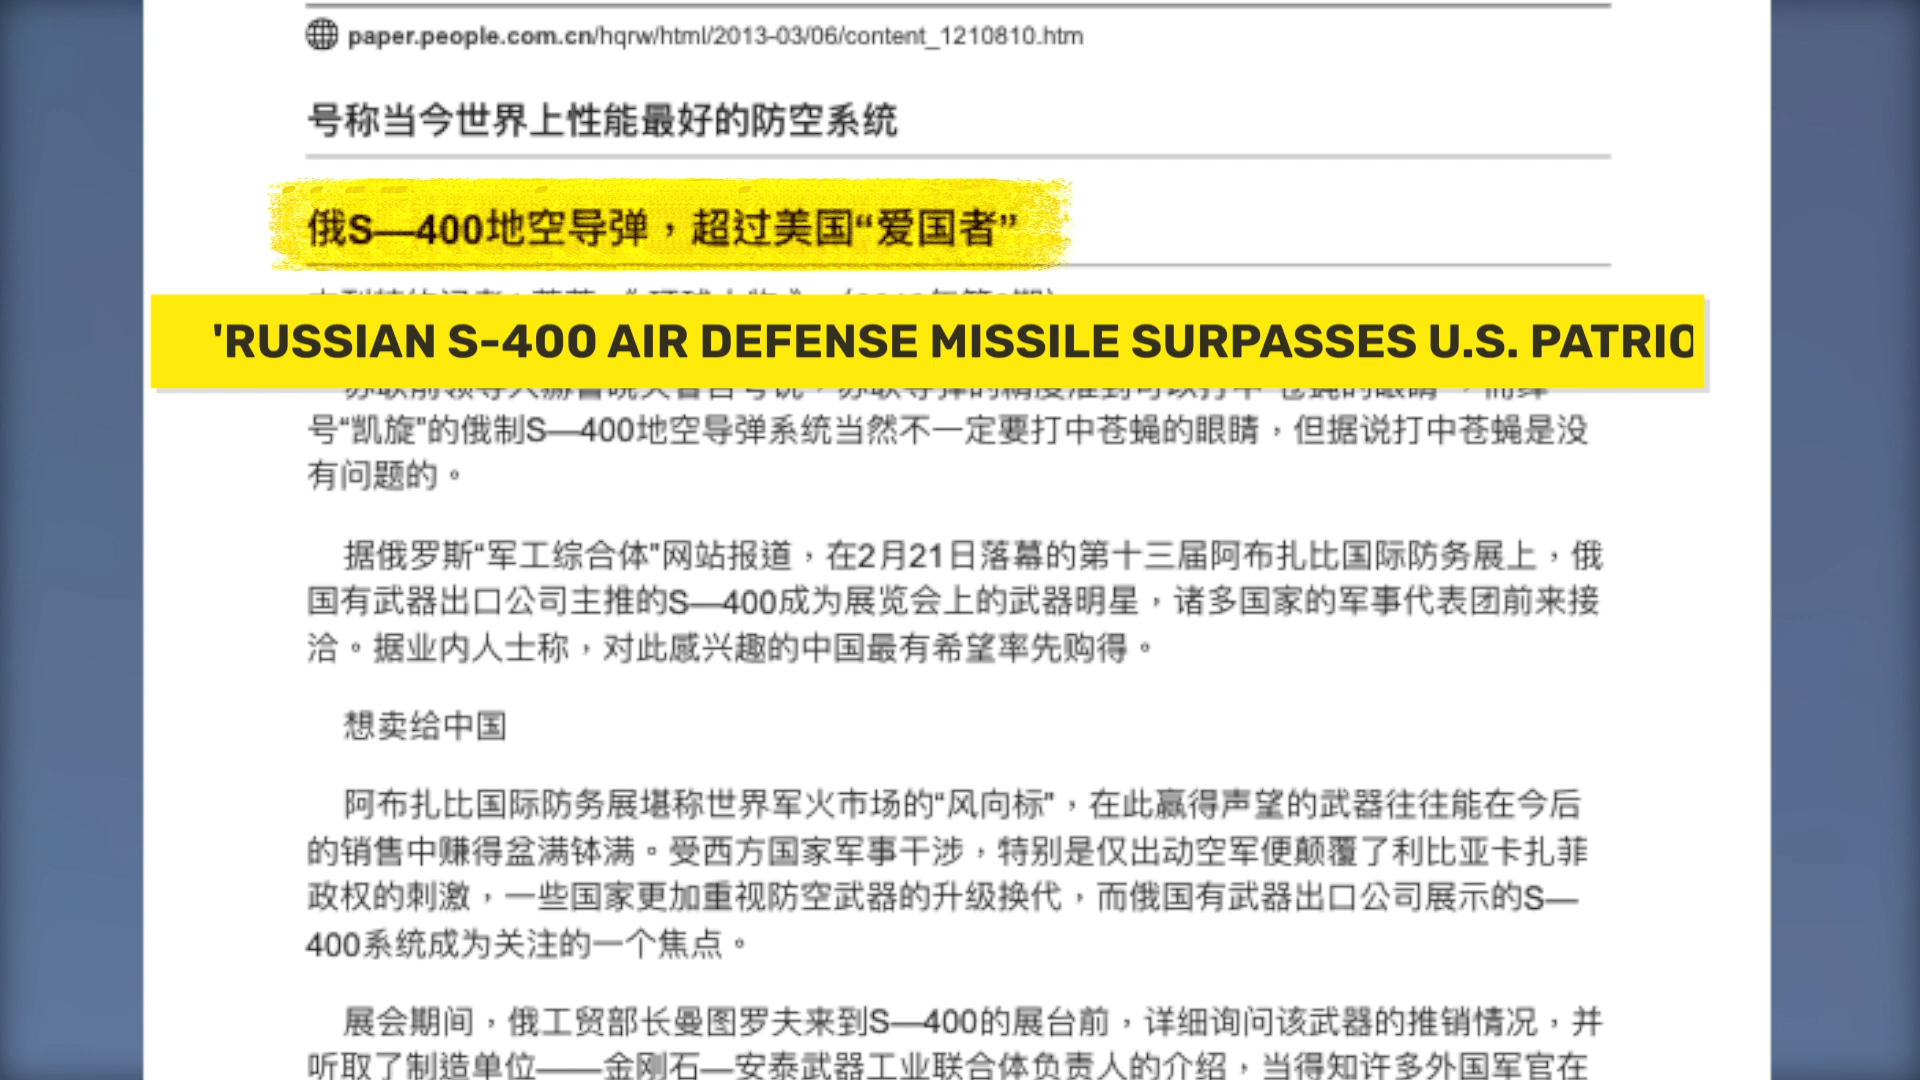 paper.people.com.cn/hqrw/html/2013-03/06/content_1210810.htm
号称当今世界上性能最好的防空系统
俄S—400地空导弹，超过美国“爱国者”
'RUSSIAN S-400 AIR DEFENSE MISSILE SURPASSES U.S. PATRIO
号“凯旋”的俄制S—400地空导弹系统当然不一定要打中苍蝇的眼睛，但据说打中苍蝇是没
有问题的。
据俄罗斯“军工综合体”网站报道，在2月21日落幕的第十三届阿布扎比国际防务展上，俄
国有武器出口公司主推的S—400成为展览会上的武器明星，诸多国家的军事代表团前来接
洽。据业内人士称，对此感兴趣的中国最有希望率先购得。
想卖给中国
阿布扎比国际防务展堪称世界军火市场的“风向标”，在此赢得声望的武器往往能在今后
的销售中赚得盆满钵满。受西方国家军事干涉，特别是仅出动空军便颠覆了利比亚卡扎菲
政权的刺激，一些国家更加重视防空武器的升级换代，而俄国有武器出口公司展示的S—
400系统成为关注的一个焦点。
展会期间，俄工贸部长曼图罗夫来到S—400的展台前，详细询问该武器的推销情况，并
听取了制造单位——金刚石—安泰武器工业联合体负责人的介绍，当得知许多外国军官在